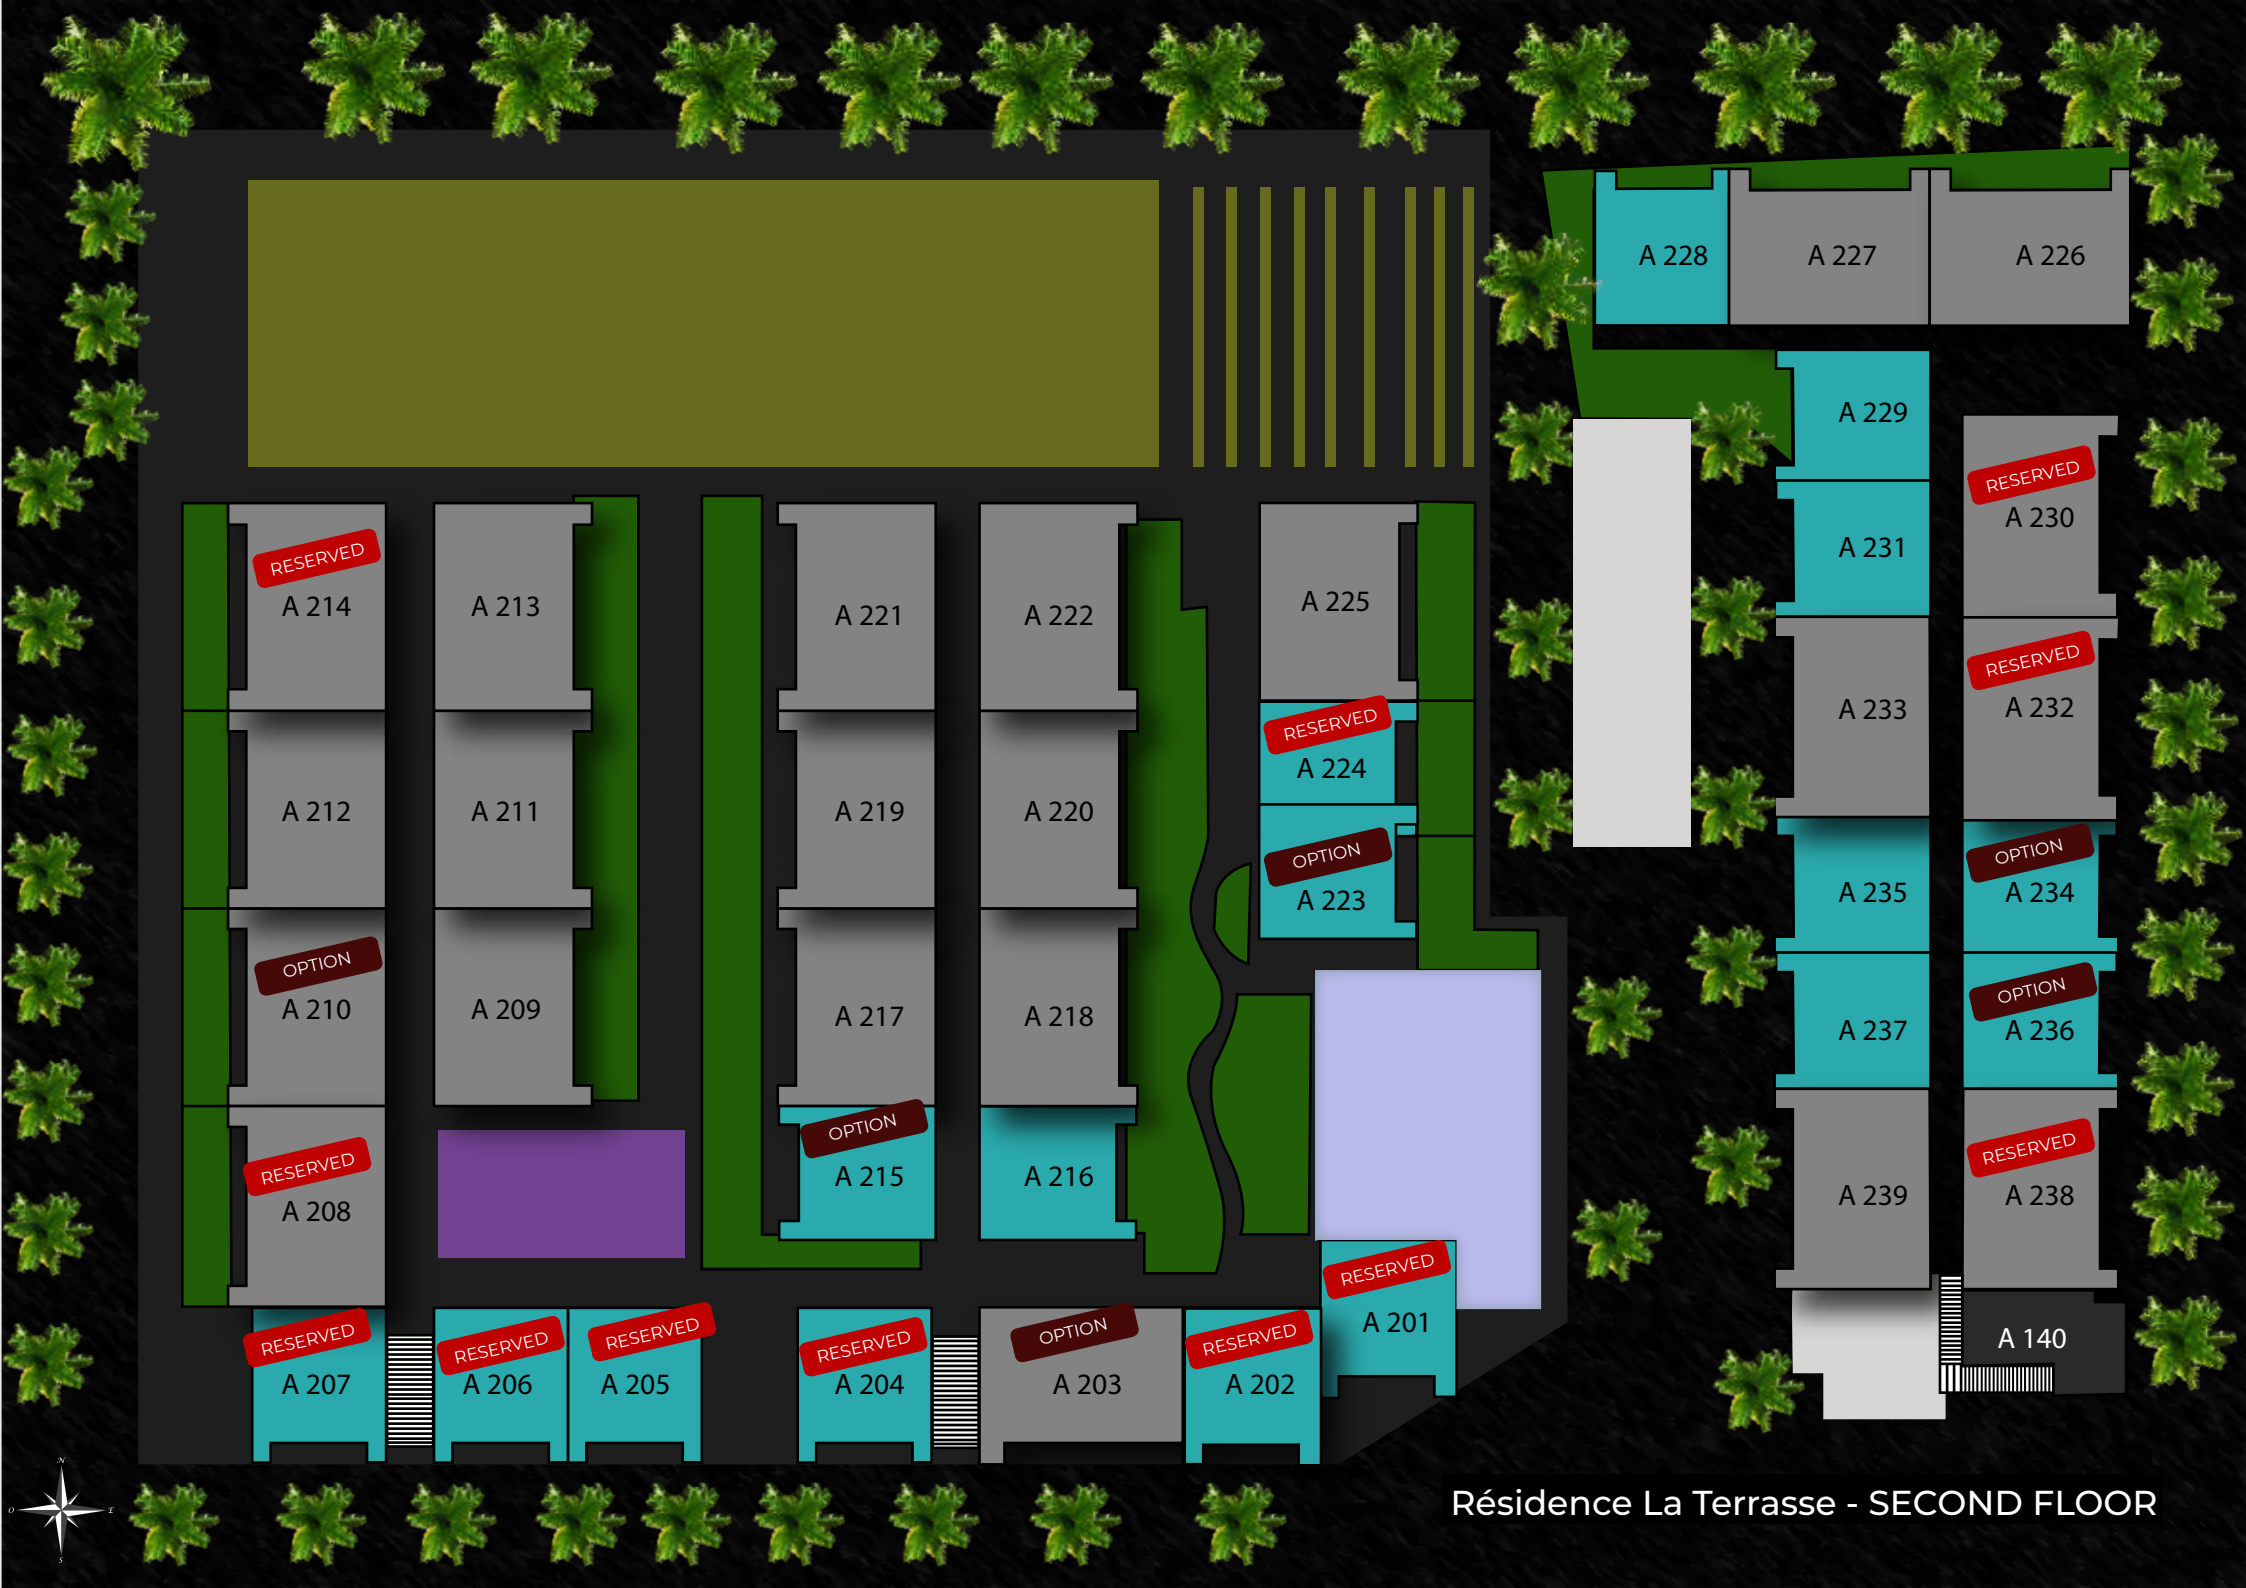 A 228
A 227
A 226
A 229
RESERVED
A 230
A 231
RESERVED
A 214
A 213
A 221
A 222
A 225
RESERVED
A 232
A 233
RESERVED
A 224
A 212
A 211
A 219
A 220
OPTION
A 223
OPTION
A 234
A 235
OPTION
A 210
A 209
A 217
A 218
A 237
OPTION
A 236
OPTION
A 215
A 216
RESERVED
A 208
A 239
RESERVED
A 238
RESERVED
A 201
RESERVED
A 207
RESERVED
A 206
RESERVED
A 205
RESERVED
A 204
OPTION
A 203
RESERVED
A 202
A 140
N
O
E
S
Résidence La Terrasse - SECOND FLOOR